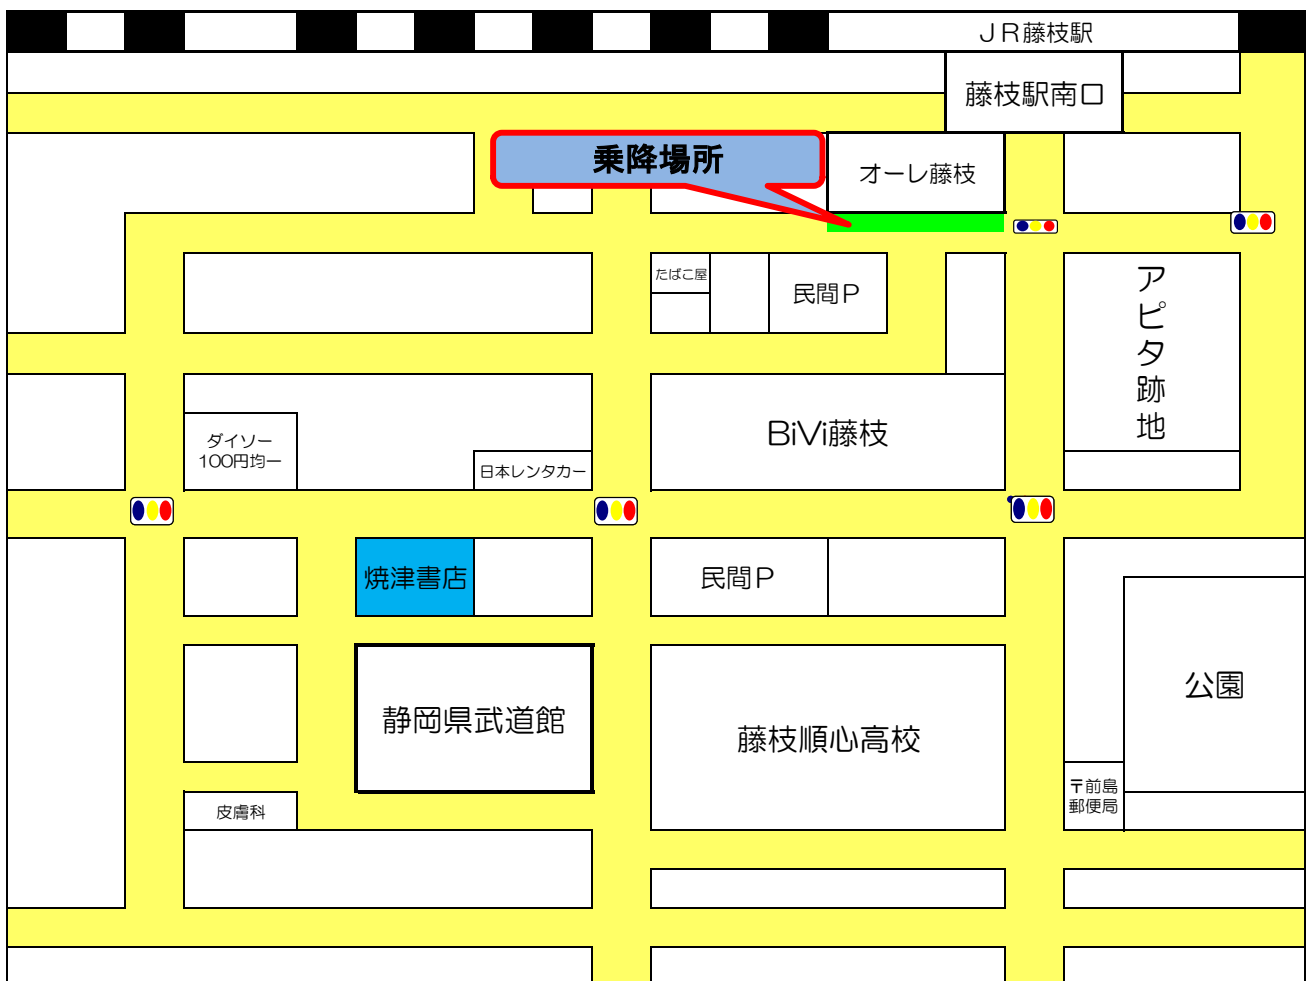 ＪＲ藤枝駅
藤枝駅南口
乗降場所
オーレ藤枝
たばこ屋
民間Ｐ
ア
ピ
タ
跡
地
BiVi藤枝
ダイソー
100円均一
日本レンタカー
焼津書店
民間Ｐ
静岡県武道館
藤枝順心高校
公園
〒前島
郵便局
皮膚科